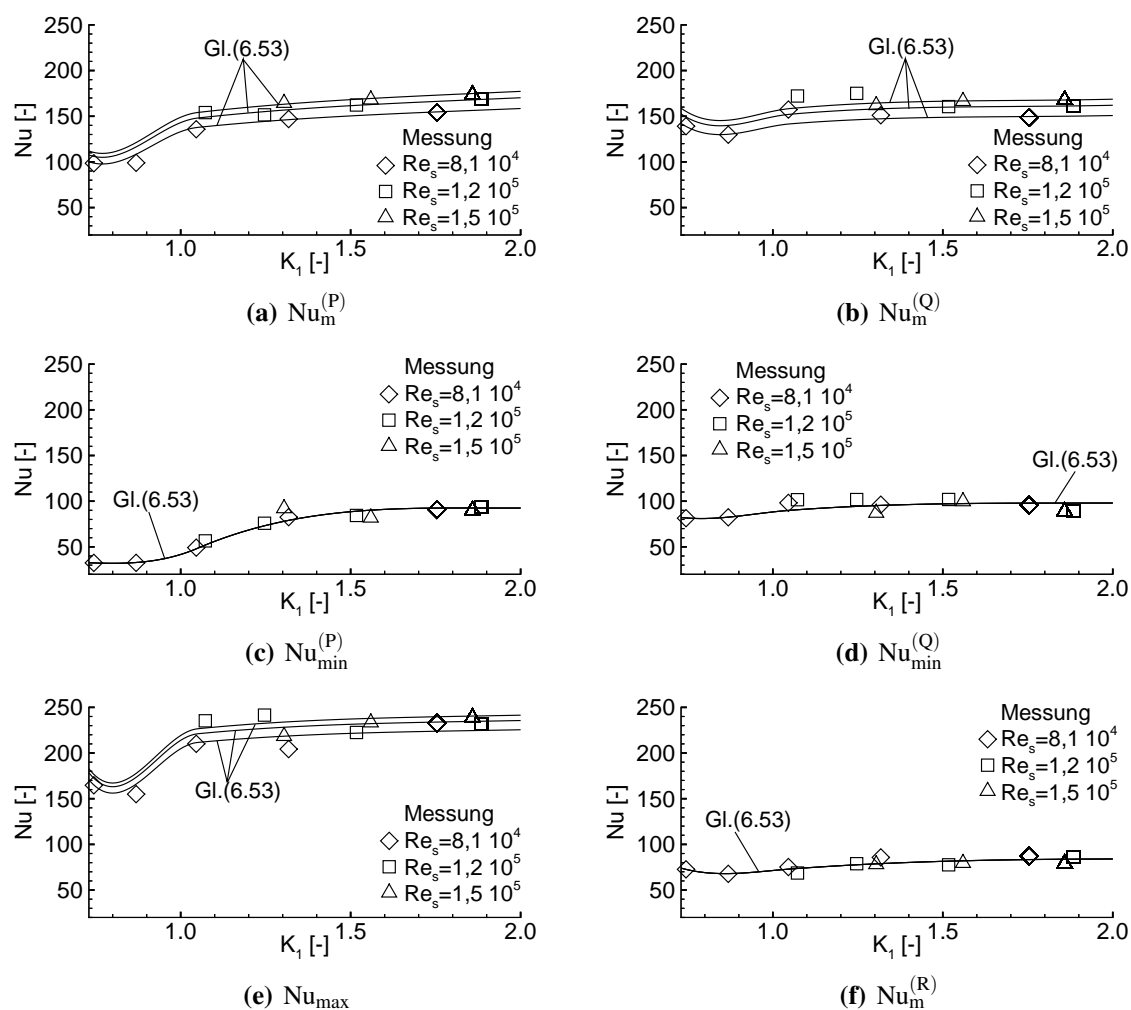 250
200
150
100
50
Nu [-]
Gl.(6.53)
Messung
Re_s=8,1 10^4
Re_s=1,2 10^5
Re_s=1,5 10^5
1.0 1.5 2.0
K_1 [-]
(a) Nu_m^(P)
250
200
150
100
50
Nu [-]
Gl.(6.53)
Messung
Re_s=8,1 10^4
Re_s=1,2 10^5
Re_s=1,5 10^5
1.0 1.5 2.0
K_1 [-]
(b) Nu_m^(Q)
250
200
150
100
50
Nu [-]
Messung
Re_s=8,1 10^4
Re_s=1,2 10^5
Re_s=1,5 10^5
Gl.(6.53)
1.0 1.5 2.0
K_1 [-]
(c) Nu_min^(P)
250
200
150
100
50
Nu [-]
Messung
Re_s=8,1 10^4
Re_s=1,2 10^5
Re_s=1,5 10^5
Gl.(6.53)
1.0 1.5 2.0
K_1 [-]
(d) Nu_min^(Q)
250
200
150
100
50
Nu [-]
Gl.(6.53)
Messung
Re_s=8,1 10^4
Re_s=1,2 10^5
Re_s=1,5 10^5
1.0 1.5 2.0
K_1 [-]
(e) Nu_max
250
200
150
100
50
Nu [-]
Messung
Re_s=8,1 10^4
Re_s=1,2 10^5
Re_s=1,5 10^5
Gl.(6.53)
1.0 1.5 2.0
K_1 [-]
(f) Nu_m^(R)